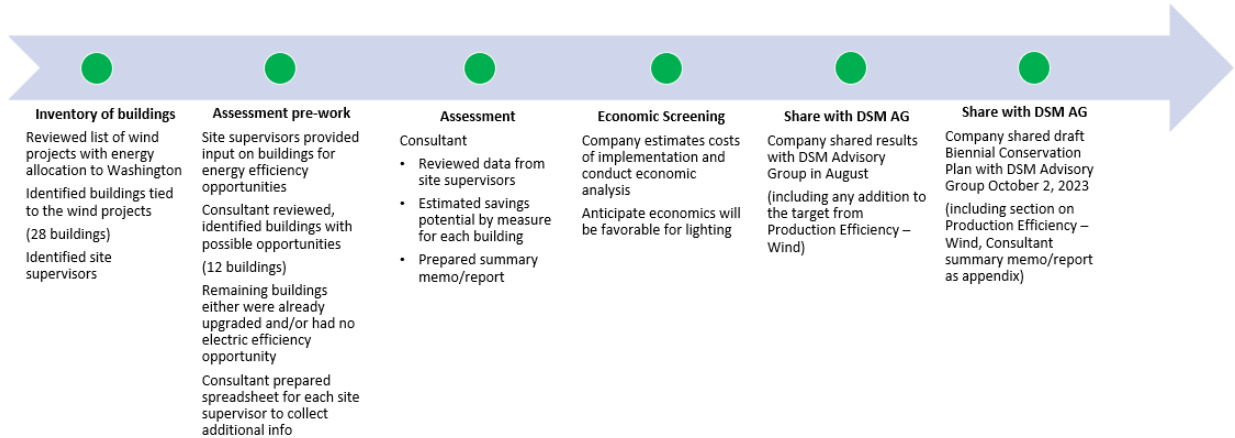 Inventory of buildings
Reviewed list of wind
projects with energy
allocation to Washington
Identified buildings tied
to the wind projects
(28 buildings)
Identified site
supervisors
Assessment pre-work
Site supervisors provided
input on buildings for
energy efficiency
opportunities
Consultant reviewed,
identified buildings with
possible opportunities
(12 buildings)
Remaining buildings
either were already
upgraded and/or had no
electric efficiency
opportunity
Consultant prepared
spreadsheet for each site
supervisor to collect
additional info
Assessment
Consultant
• Reviewed data from
site supervisors
• Estimated savings
potential by measure
for each building
• Prepared summary
memo/report
Economic Screening
Company estimates costs
of implementation and
conduct economic
analysis
Anticipate economics will
be favorable for lighting
Share with DSM AG
Company shared results
with DSM Advisory
Group in August
(including any addition to
the target from
Production Efficiency –
Wind)
Share with DSM AG
Company shared draft
Biennial Conservation
Plan with DSM Advisory
Group October 2, 2023
(including section on
Production Efficiency –
Wind, Consultant
summary memo/report
as appendix)